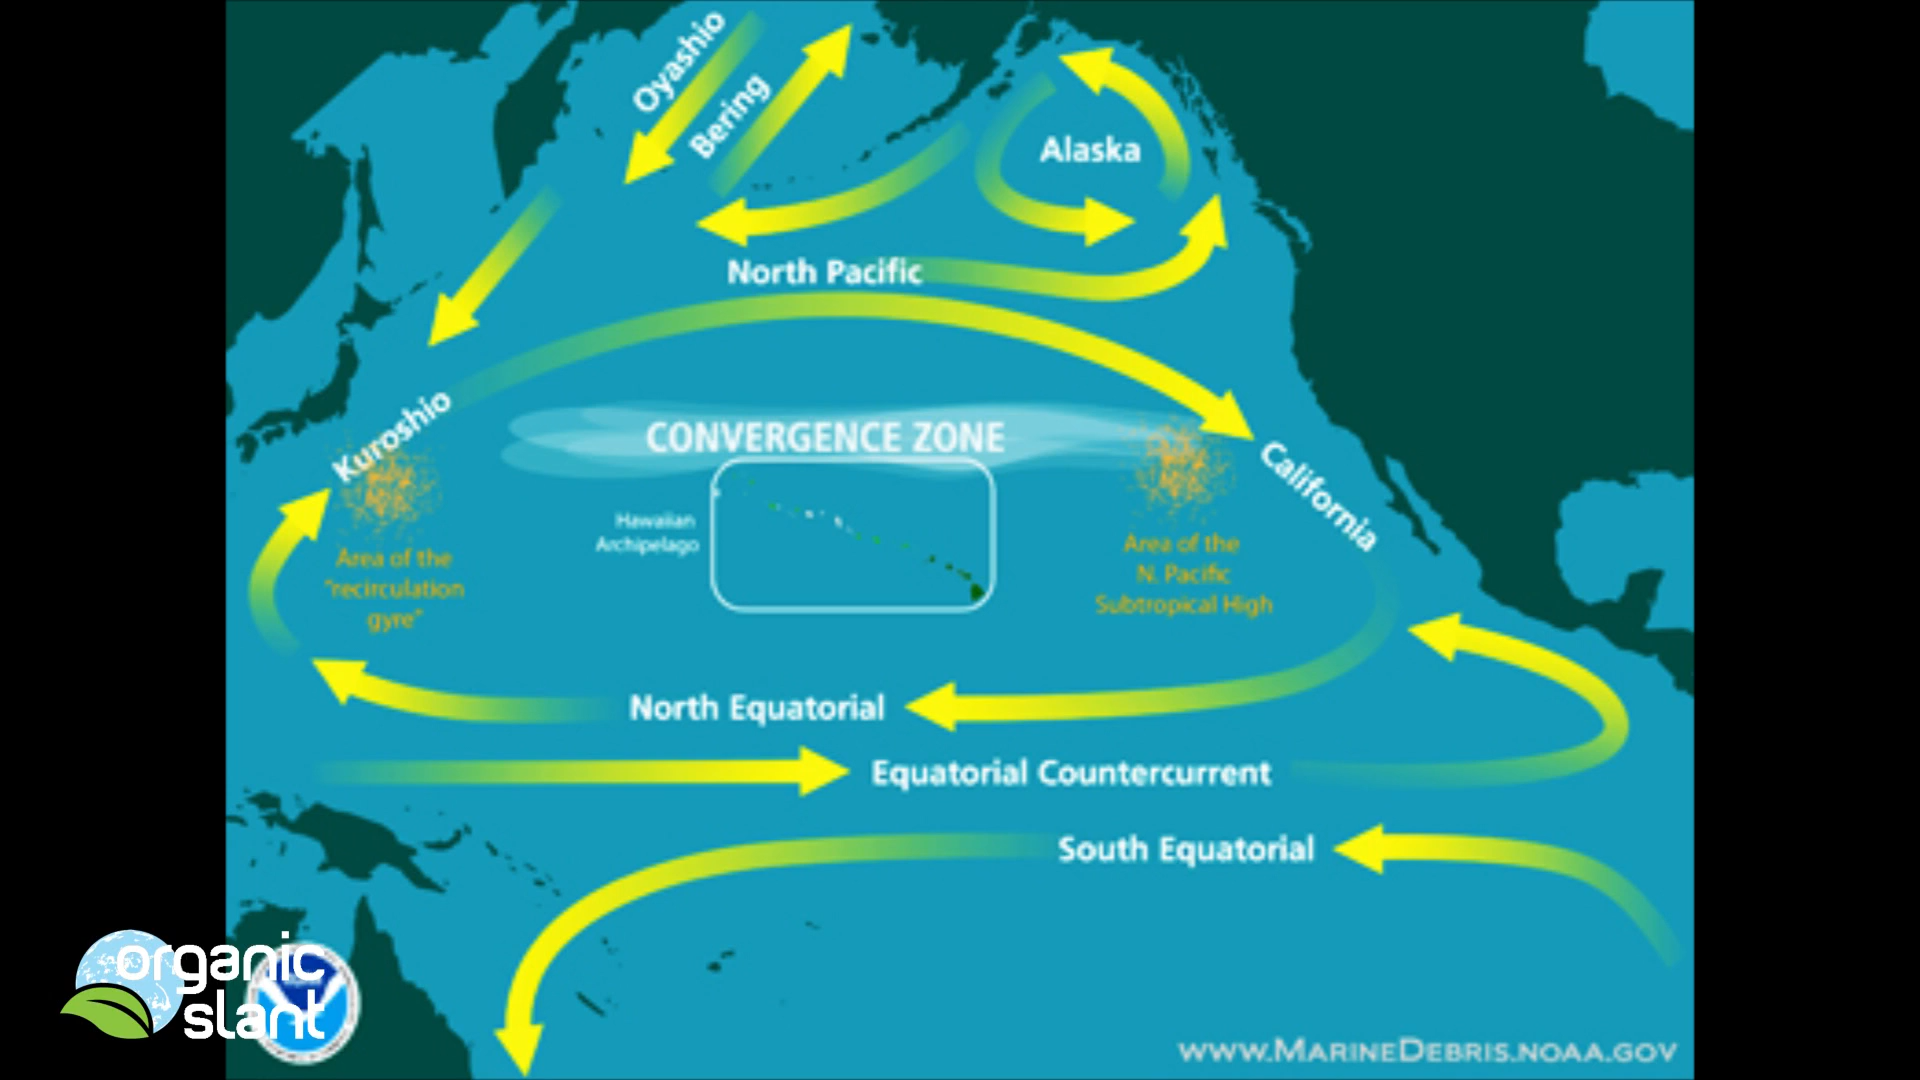 Oyashio
Bering
Alaska
North Pacific
Kuroshio
CONVERGENCE ZONE
California
Hawaiian
Archipelago
Area of the
"recirculation
gyre"
Area of the
N. Pacific
Subtropical High
North Equatorial
Equatorial Countercurrent
South Equatorial
organic
slant
www.MarineDebris.noaa.gov